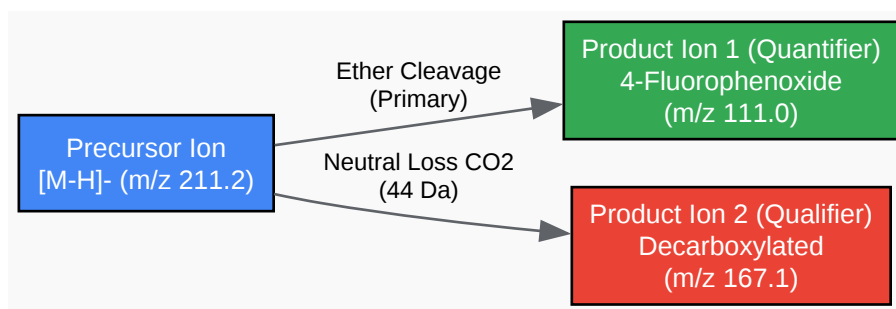 Precursor Ion
[M-H]- (m/z 211.2)
Ether Cleavage
(Primary)
Neutral Loss CO2
(44 Da)
Product Ion 1 (Quantifier)
4-Fluorophenoxide
(m/z 111.0)
Product Ion 2 (Qualifier)
Decarboxylated
(m/z 167.1)